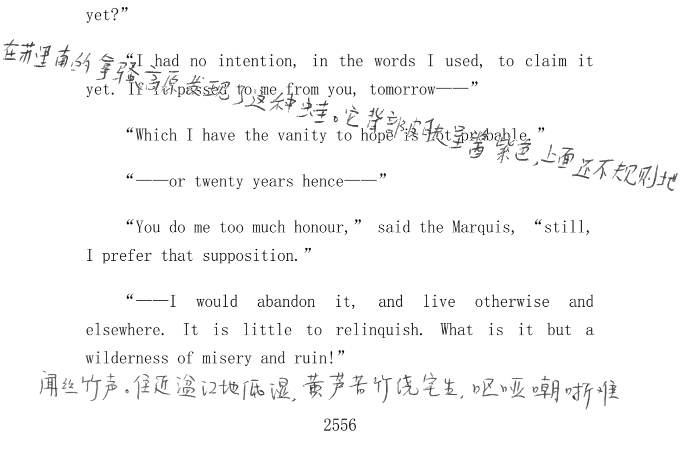 yet?”
“I had no intention, in the words I used, to claim it
在苏里南的拿骚高原发现了这种蛙。它背部皮肤呈酱紫色,上面还不规则地
yet. If it passed to me from you, tomorrow——”
“Which I have the vanity to hope is not probable.”
“——or twenty years hence——”
“You do me too much honour,” said the Marquis, “still,
I prefer that supposition.”
“——I would abandon it, and live otherwise and
elsewhere. It is little to relinquish. What is it but a
wilderness of misery and ruin!”
闻丝竹声。住近湓江地低湿,黄芦苦竹绕宅生,呕哑嘲哳难
2556